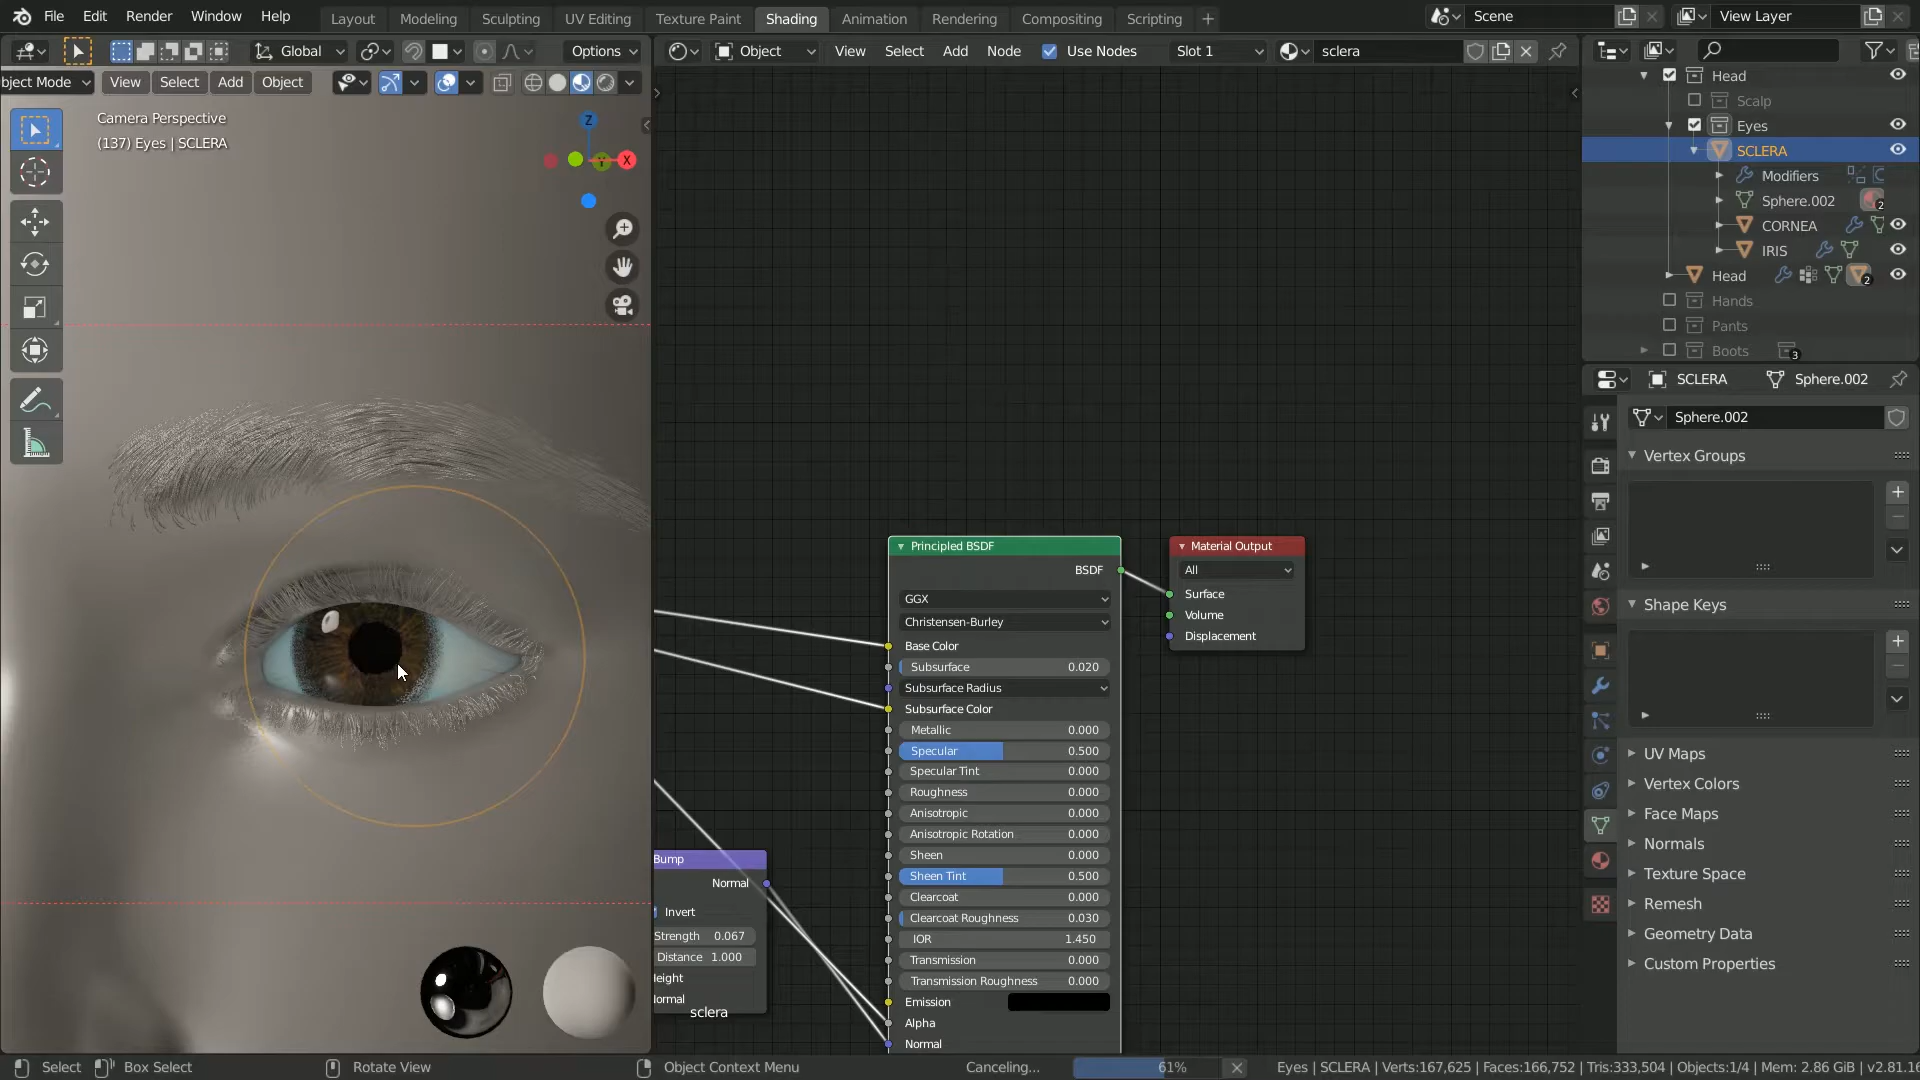 File Edit Render Window Help Layout Modeling Sculpting UV Editing Texture Paint Shading Animation Rendering Compositing Scripting + Scene View Layer
Global Options Object View Select Add Node Use Nodes Slot 1 sclera
bject Mode View Select Add Object
Camera Perspective
(137) Eyes | SCLERA
Z
Y
X
Head
Scalp
Eyes
SCLERA
Modifiers
Sphere.002 2
CORNEA
IRIS
Head 2
Hands
Pants
Boots 3
SCLERA Sphere.002
Sphere.002
Vertex Groups
Shape Keys
UV Maps
Vertex Colors
Face Maps
Normals
Texture Space
Remesh
Geometry Data
Custom Properties
Principled BSDF
BSDF
GGX
Christensen-Burley
Base Color
Subsurface 0.020
Subsurface Radius
Subsurface Color
Metallic 0.000
Specular 0.500
Specular Tint 0.000
Roughness 0.000
Anisotropic 0.000
Anisotropic Rotation 0.000
Sheen 0.000
Sheen Tint 0.500
Clearcoat 0.000
Clearcoat Roughness 0.030
IOR 1.450
Transmission 0.000
Transmission Roughness 0.000
Emission
Alpha
Normal
Material Output
All
Surface
Volume
Displacement
Bump
Normal
Invert
Strength 0.067
Distance 1.000
leight
lormal
sclera
Select Box Select Rotate View Object Context Menu Canceling... 61% Eyes | SCLERA | Verts:167,625 | Faces:166,752 | Tris:333,504 | Objects:1/4 | Mem: 2.86 GiB | v2.81.16